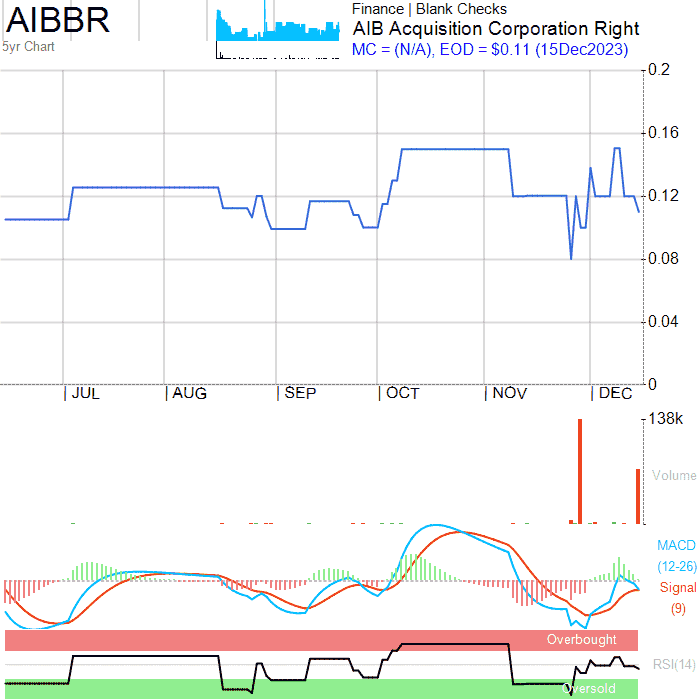 AIBBR
5yr Chart
Finance | Blank Checks
AIB Acquisition Corporation Right
MC = (N/A), EOD = $0.11 (15Dec2023)
0.2
0.16
0.12
0.08
0.04
0
JUL AUG SEP OCT NOV DEC
138k
Volume
MACD
(12-26)
Signal
(9)
Overbought
RSI(14)
Oversold